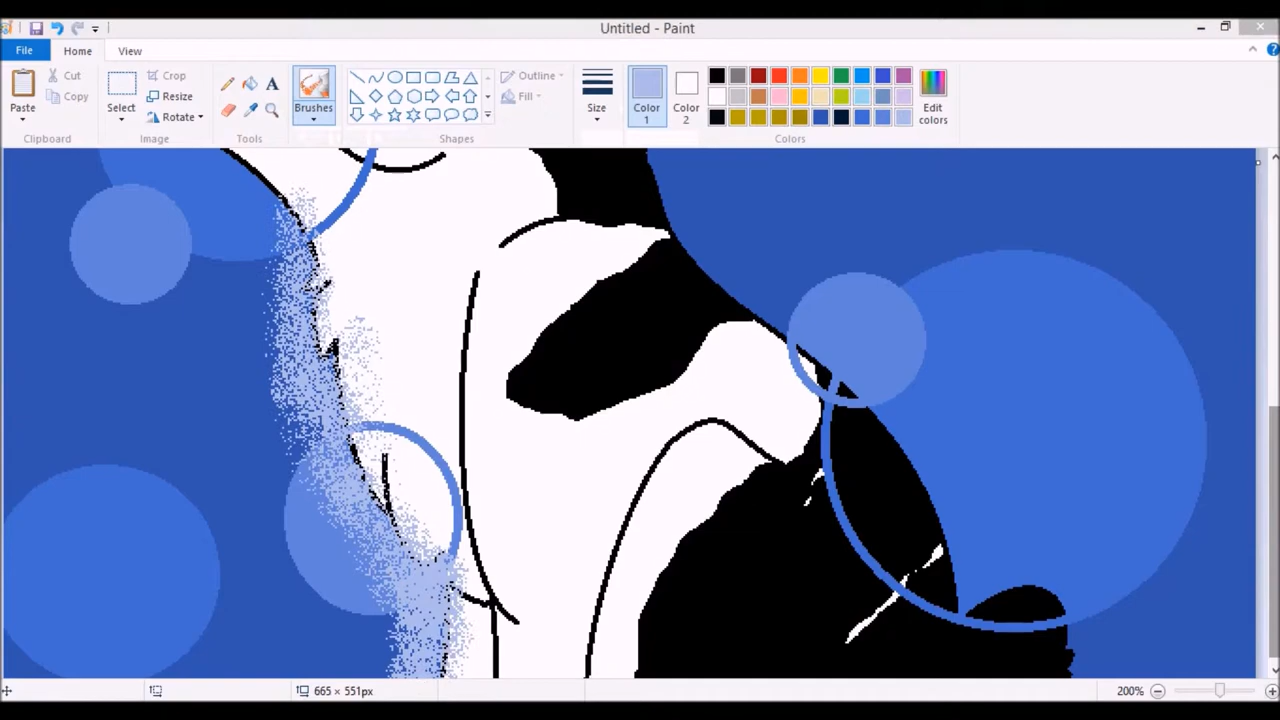 Untitled - Paint
File Home View
Paste Cut Copy
Clipboard
Select Crop Resize Rotate
Image
Tools
Brushes
Outline Fill
Shapes
Size
Color 1
Color 2
Edit colors
Colors
665 × 551px
200%